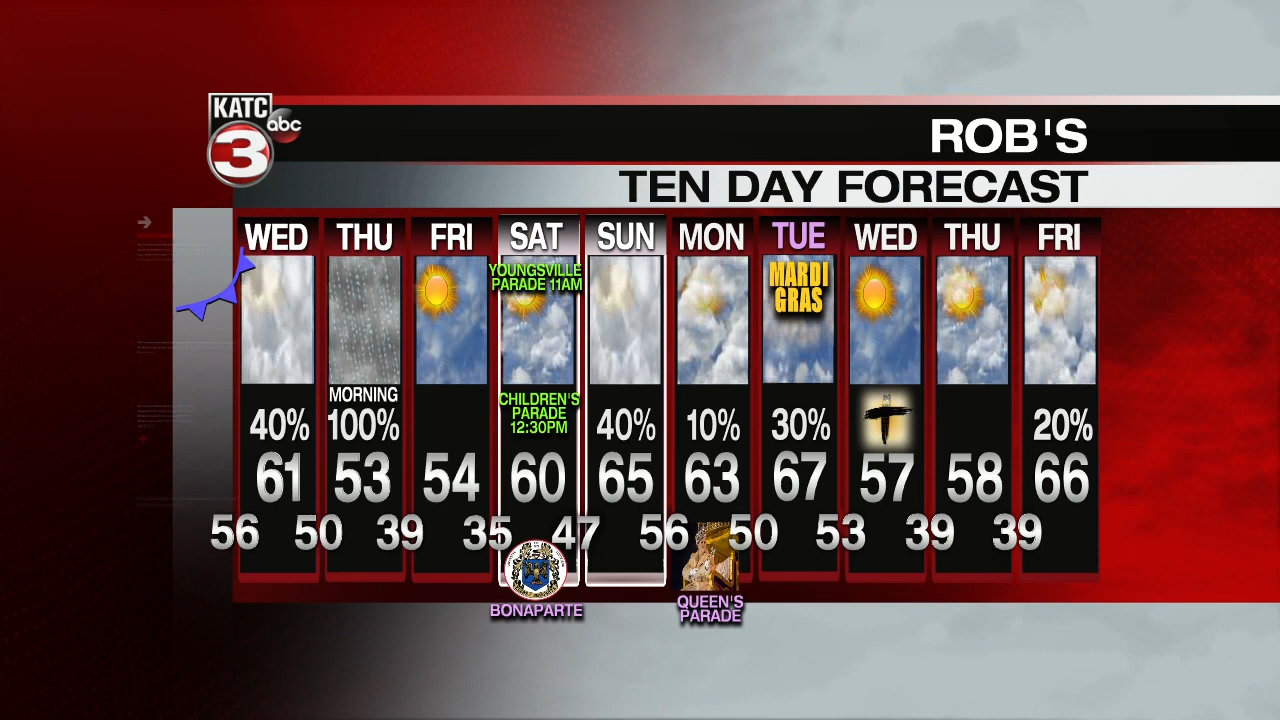 KATC
abc
3
ROB'S
TEN DAY FORECAST
WED THU FRI SAT SUN MON TUE WED THU FRI
YOUNGSVILLE
PARADE 11AM
MARDI
GRAS
MORNING
CHILDREN'S
PARADE
12:30PM
40% 100% 40% 10% 30% 20%
61 53 54 60 65 63 67 57 58 66
56 50 39 35 47 56 50 53 39 39
BONAPARTE
QUEEN'S
PARADE